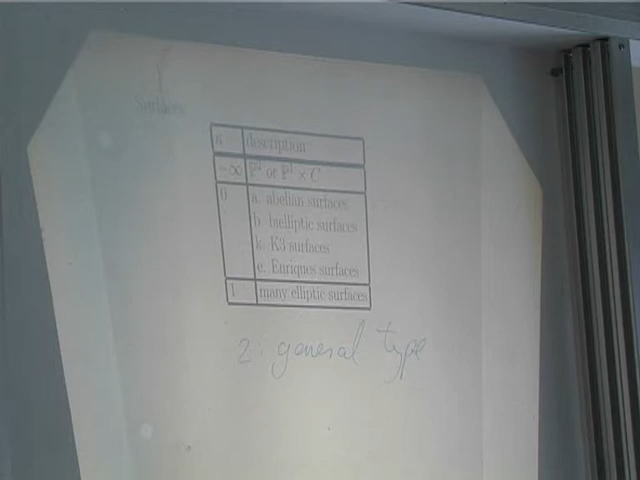 Surfaces
κ description
−∞ ℙ² or ℙ¹ × C
0 a. abelian surfaces
b. bielliptic surfaces
k. K3 surfaces
e. Enriques surfaces
1 many elliptic surfaces
2: general type